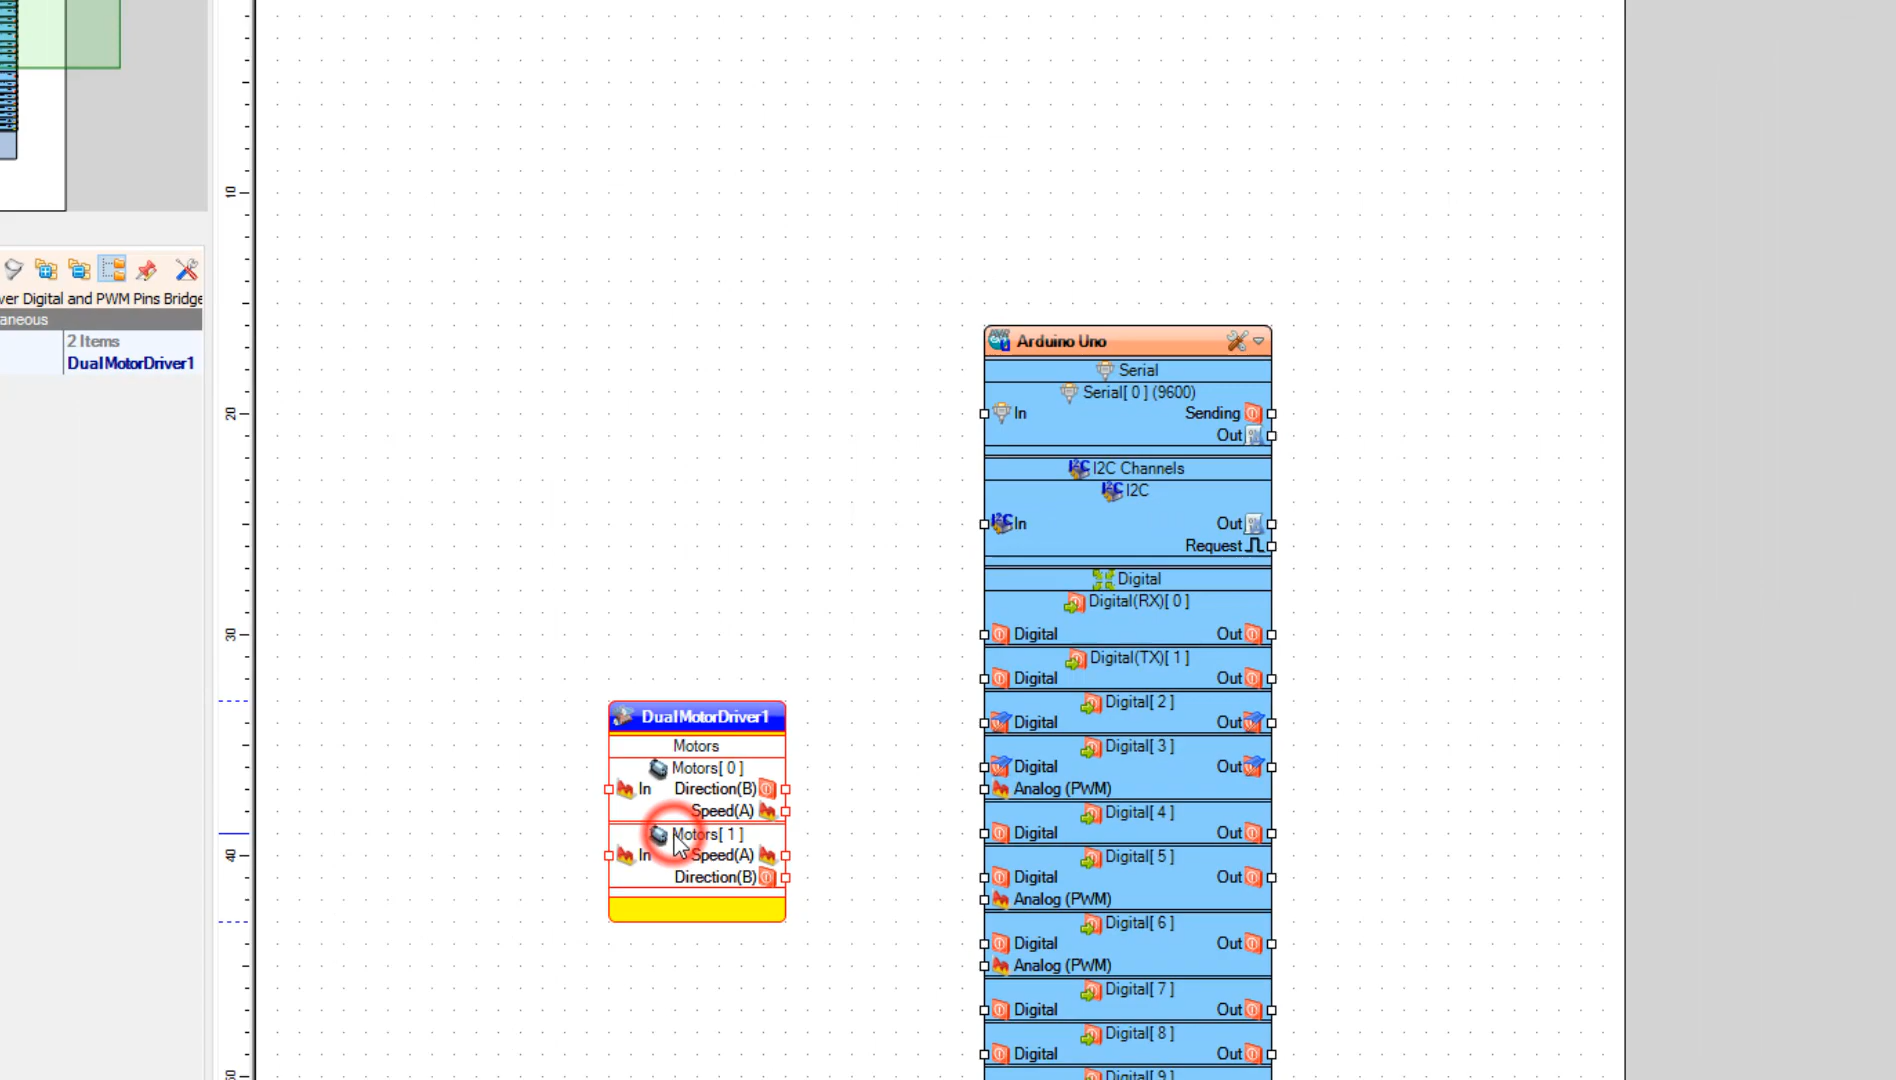 10
20
30
40
50
ver Digital and PWM Pins Bridge
aneous
2 Items
DualMotorDriver1
DualMotorDriver1
Motors
Motors[ 0 ]
In Direction(B)
Speed(A)
Motors[ 1 ]
In Speed(A)
Direction(B)
Arduino Uno
Serial
Serial[ 0 ] (9600)
In Sending
Out
I2C Channels
I2C
In Out
Request
Digital
Digital(RX)[ 0 ]
Digital Out
Digital(TX)[ 1 ]
Digital Out
Digital[ 2 ]
Digital Out
Digital[ 3 ]
Digital Out
Analog (PWM)
Digital[ 4 ]
Digital Out
Digital[ 5 ]
Digital Out
Analog (PWM)
Digital[ 6 ]
Digital Out
Analog (PWM)
Digital[ 7 ]
Digital Out
Digital[ 8 ]
Digital Out
Digital[ 9 ]